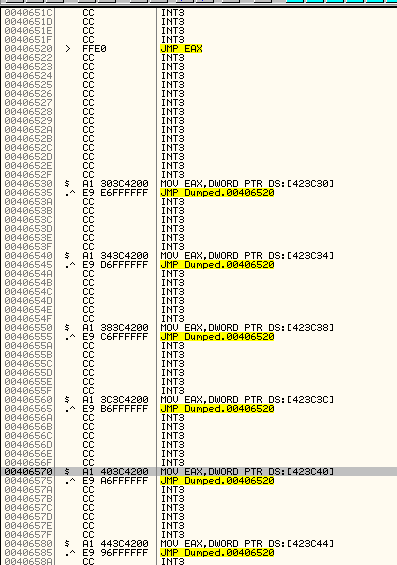 0040651C CC INT3
0040651D CC INT3
0040651E CC INT3
0040651F CC INT3
00406520 > FFE0 JMP EAX
00406522 CC INT3
00406523 CC INT3
00406524 CC INT3
00406525 CC INT3
00406526 CC INT3
00406527 CC INT3
00406528 CC INT3
00406529 CC INT3
0040652A CC INT3
0040652B CC INT3
0040652C CC INT3
0040652D CC INT3
0040652E CC INT3
0040652F CC INT3
00406530 $ A1 303C4200 MOV EAX,DWORD PTR DS:[423C30]
00406535 .^ E9 E6FFFFFF JMP Dumped.00406520
0040653A CC INT3
0040653B CC INT3
0040653C CC INT3
0040653D CC INT3
0040653E CC INT3
0040653F CC INT3
00406540 $ A1 343C4200 MOV EAX,DWORD PTR DS:[423C34]
00406545 .^ E9 D6FFFFFF JMP Dumped.00406520
0040654A CC INT3
0040654B CC INT3
0040654C CC INT3
0040654D CC INT3
0040654E CC INT3
0040654F CC INT3
00406550 $ A1 383C4200 MOV EAX,DWORD PTR DS:[423C38]
00406555 .^ E9 C6FFFFFF JMP Dumped.00406520
0040655A CC INT3
0040655B CC INT3
0040655C CC INT3
0040655D CC INT3
0040655E CC INT3
0040655F CC INT3
00406560 $ A1 3C3C4200 MOV EAX,DWORD PTR DS:[423C3C]
00406565 .^ E9 B6FFFFFF JMP Dumped.00406520
0040656A CC INT3
0040656B CC INT3
0040656C CC INT3
0040656D CC INT3
0040656E CC INT3
0040656F CC INT3
00406570 $ A1 403C4200 MOV EAX,DWORD PTR DS:[423C40]
00406575 .^ E9 A6FFFFFF JMP Dumped.00406520
0040657A CC INT3
0040657B CC INT3
0040657C CC INT3
0040657D CC INT3
0040657E CC INT3
0040657F CC INT3
00406580 $ A1 443C4200 MOV EAX,DWORD PTR DS:[423C44]
00406585 .^ E9 96FFFFFF JMP Dumped.00406520
0040658A CC INT3